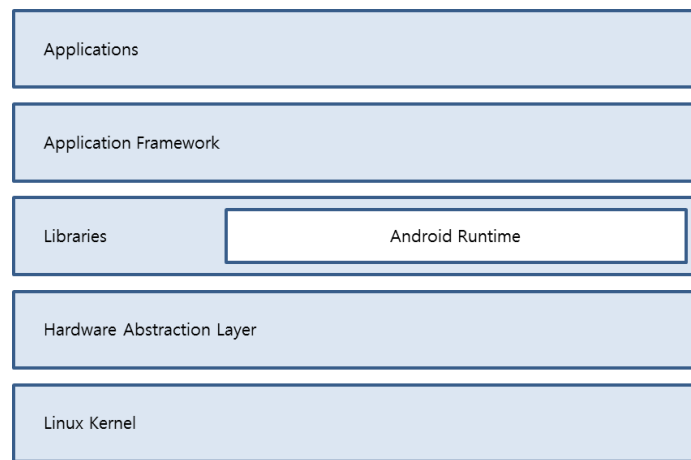 Applications
Application Framework
Libraries
Android Runtime
Hardware Abstraction Layer
Linux Kernel